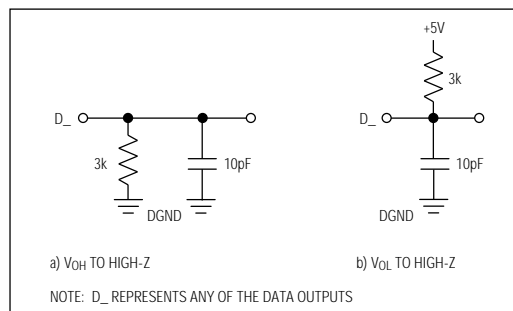 +5V
3k
D_
D_
3k
10pF
10pF
DGND
DGND
a) VOH TO HIGH-Z
b) VOL TO HIGH-Z
NOTE: D_ REPRESENTS ANY OF THE DATA OUTPUTS